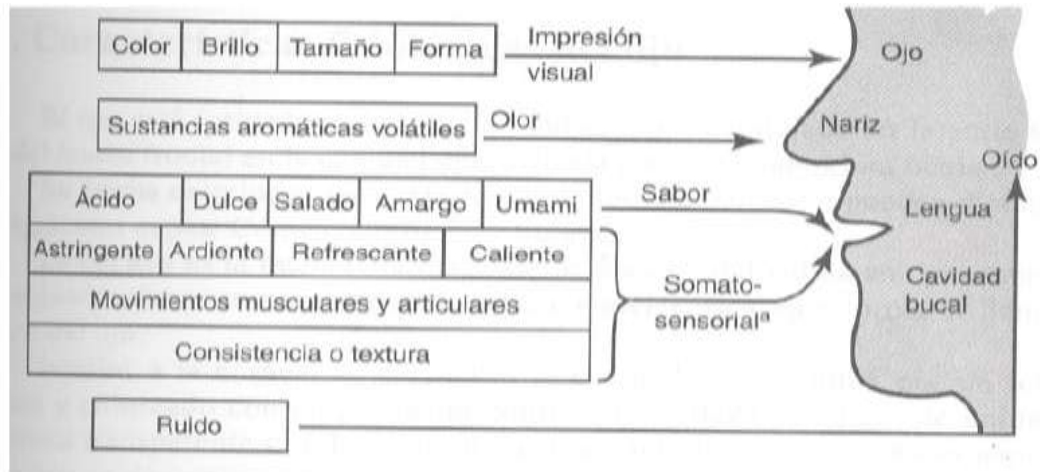 Color Brillo Tamaño Forma Impresión visual Ojo
Sustancias aromáticas volátiles Olor Nariz
Oído
Ácido Dulce Salado Amargo Umami Sabor Lengua
Astringente Ardionto Refrescante Caliente
Movimientos musculares y articulares Somato-sensorialª Cavidad bucal
Consistencia o textura
Ruido